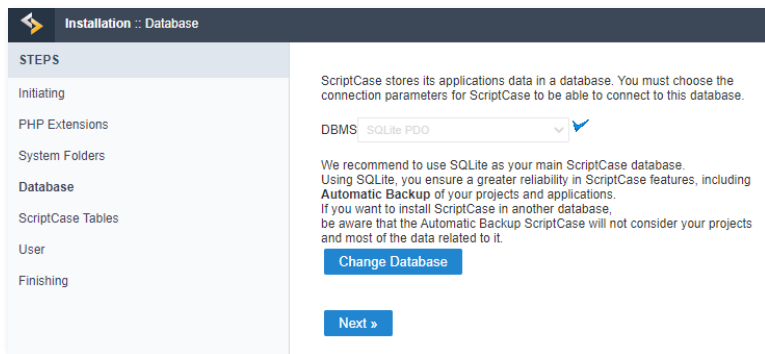 Installation :: Database
STEPS
Initiating
PHP Extensions
System Folders
Database
ScriptCase Tables
User
Finishing
ScriptCase stores its applications data in a database. You must choose the
connection parameters for ScriptCase to be able to connect to this database.
DBMS SQLite PDO
We recommend to use SQLite as your main ScriptCase database.
Using SQLite, you ensure a greater reliability in ScriptCase features, including
Automatic Backup of your projects and applications.
If you want to install ScriptCase in another database,
be aware that the Automatic Backup ScriptCase will not consider your projects
and most of the data related to it.
Change Database
Next »